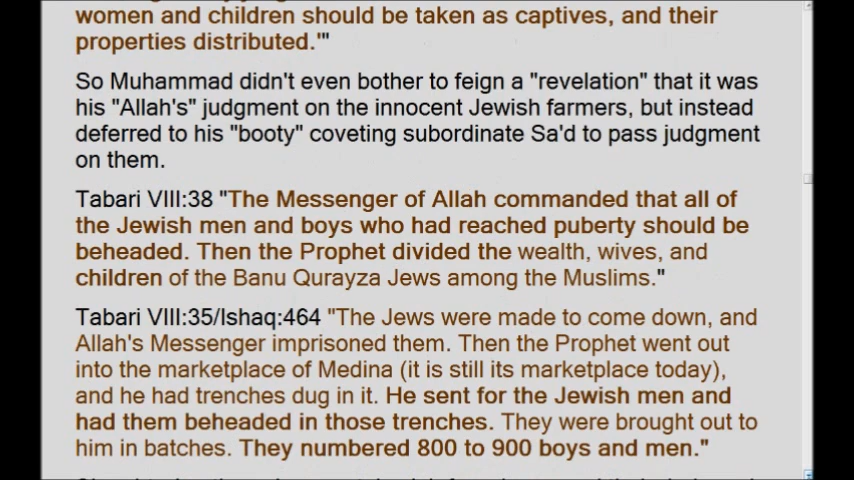 women and children should be taken as captives, and their
properties distributed.'"
So Muhammad didn't even bother to feign a "revelation" that it was
his "Allah's" judgment on the innocent Jewish farmers, but instead
deferred to his "booty" coveting subordinate Sa'd to pass judgment
on them.
Tabari VIII:38 "The Messenger of Allah commanded that all of
the Jewish men and boys who had reached puberty should be
beheaded. Then the Prophet divided the wealth, wives, and
children of the Banu Qurayza Jews among the Muslims."
Tabari VIII:35/Ishaq:464 "The Jews were made to come down, and
Allah's Messenger imprisoned them. Then the Prophet went out
into the marketplace of Medina (it is still its marketplace today),
and he had trenches dug in it. He sent for the Jewish men and
had them beheaded in those trenches. They were brought out to
him in batches. They numbered 800 to 900 boys and men."